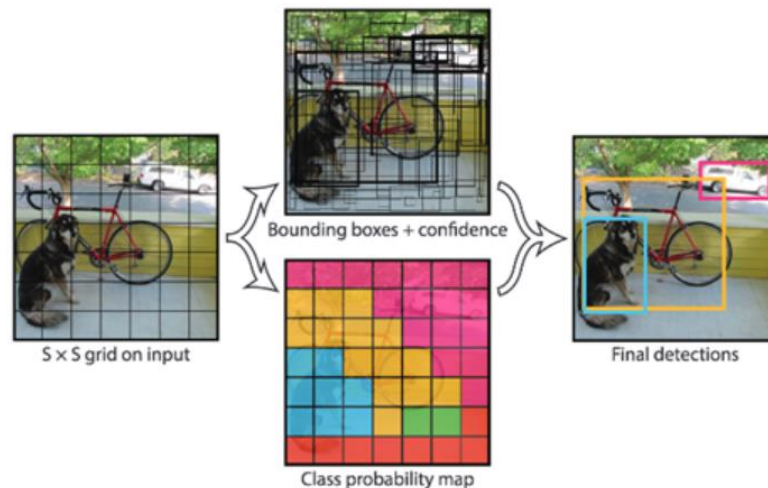 Bounding boxes + confidence
S × S grid on input
Final detections
Class probability map